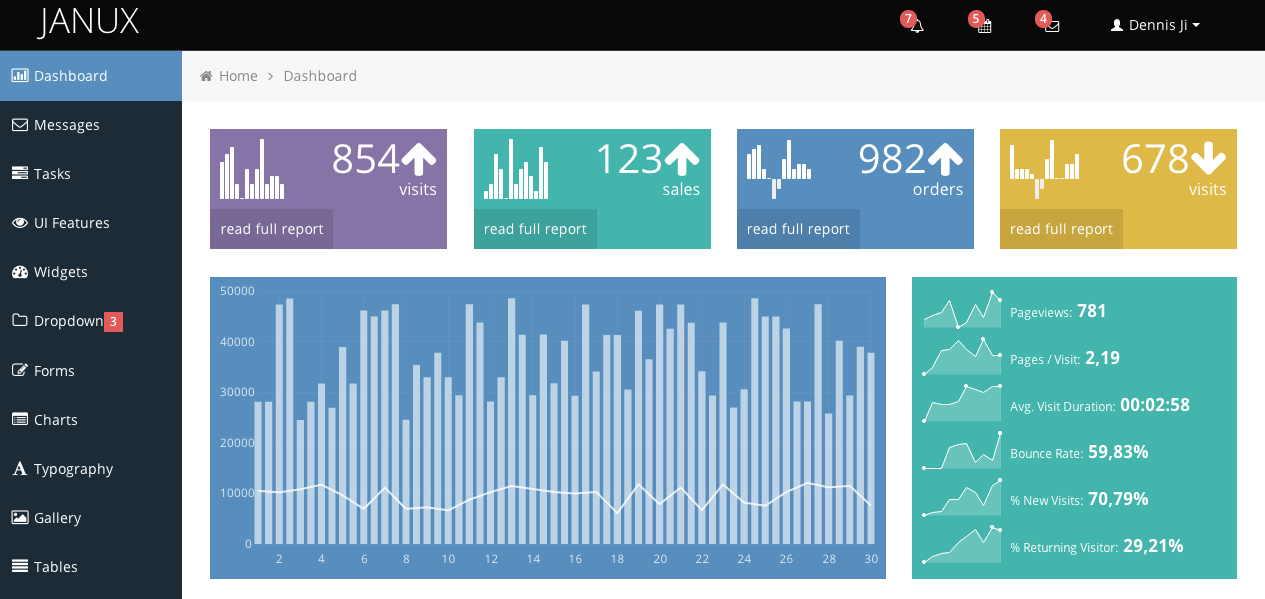 JANUX
7
5
4
Dennis Ji
Dashboard
Messages
Tasks
UI Features
Widgets
Dropdown 3
Forms
Charts
Typography
Gallery
Tables
Home > Dashboard
854
visits
read full report
123
sales
read full report
982
orders
read full report
678
visits
read full report
50000
40000
30000
20000
10000
0
2 4 6 8 10 12 14 16 18 20 22 24 26 28 30
Pageviews: 781
Pages / Visit: 2,19
Avg. Visit Duration: 00:02:58
Bounce Rate: 59,83%
% New Visits: 70,79%
% Returning Visitor: 29,21%